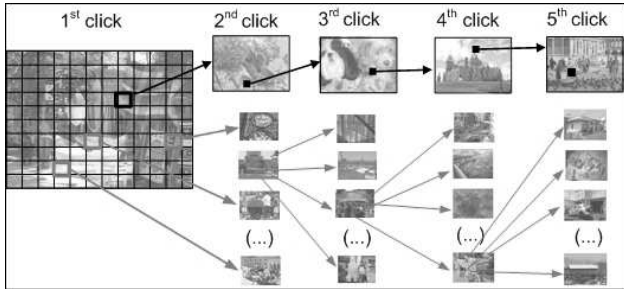 1st click
2nd click
3rd click
4th click
5th click
(...)
(...)
(...)
(...)